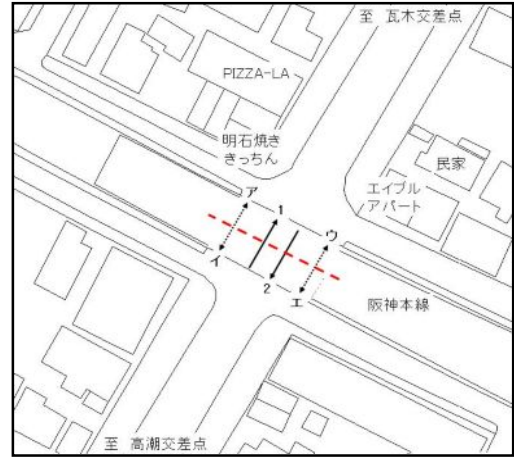 至 瓦木交差点
PIZZA-LA
明石焼き
きっちん
民家
エイブル
アパート
ア
1
ウ
イ
2
エ
阪神本線
至 高潮交差点